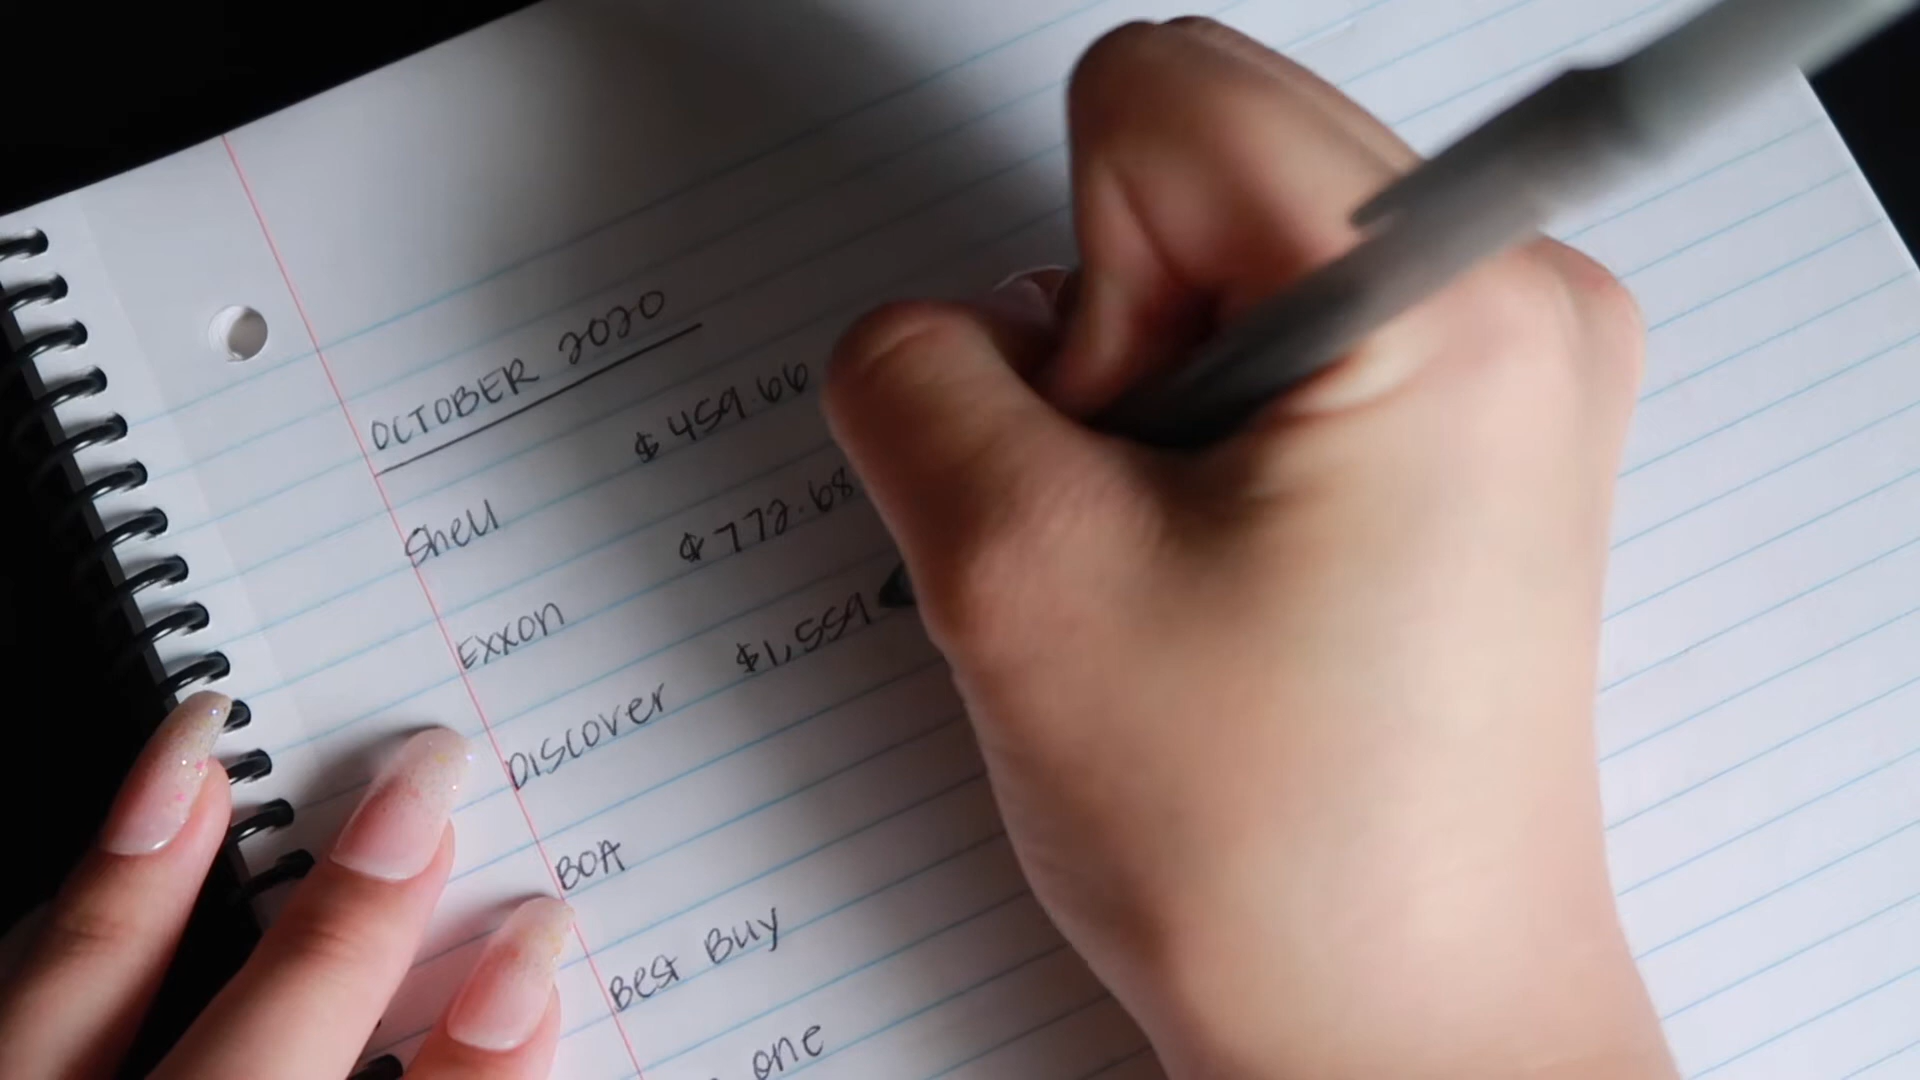 OCTOBER 2020
Shell $459.66
Exxon $772.68
Discover $1,559
BOA
Best Buy
one